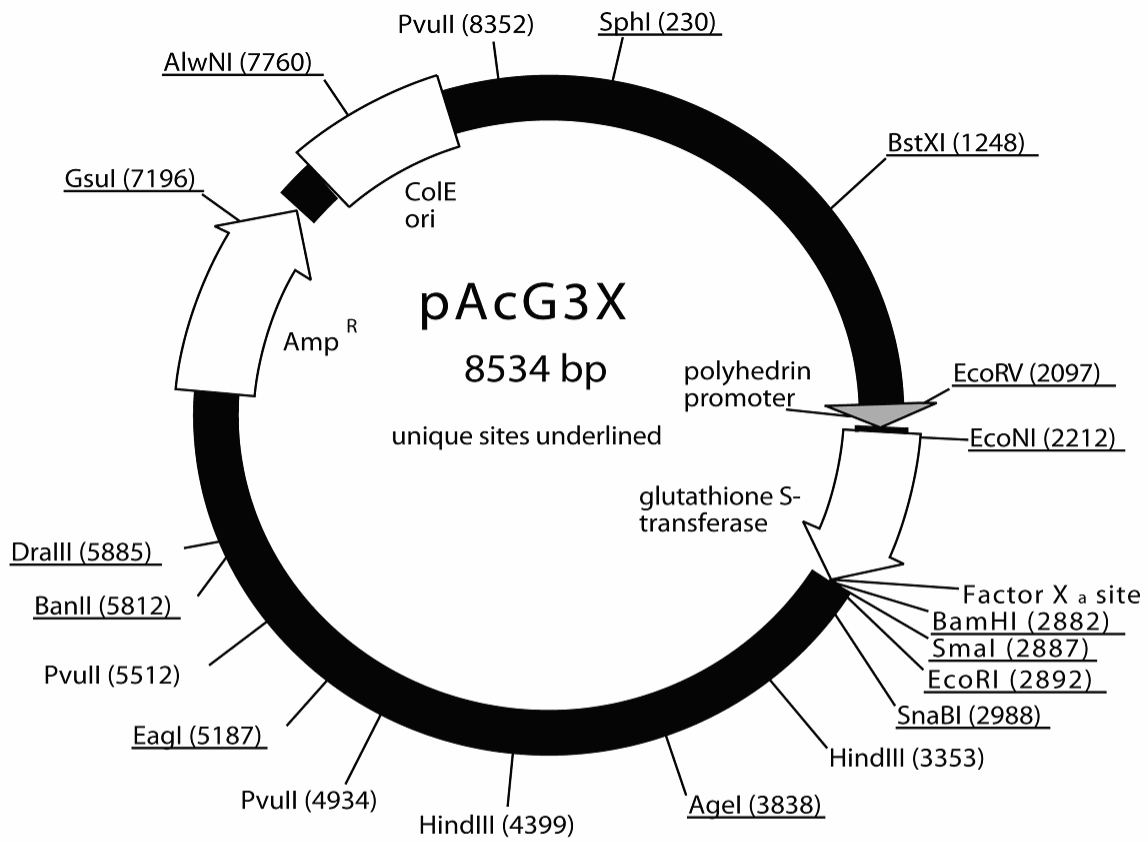 PvuII (8352)
SphI (230)
AlwNI (7760)
BstXI (1248)
GsuI (7196)
ColE
ori
pAcG3X
8534 bp
Amp R
polyhedrin
promoter
EcoRV (2097)
unique sites underlined
EcoNI (2212)
glutathione S-
transferase
DraIII (5885)
Factor X a site
BanII (5812)
BamHI (2882)
SmaI (2887)
PvuII (5512)
EcoRI (2892)
SnaBI (2988)
EagI (5187)
HindIII (3353)
PvuII (4934)
AgeI (3838)
HindIII (4399)